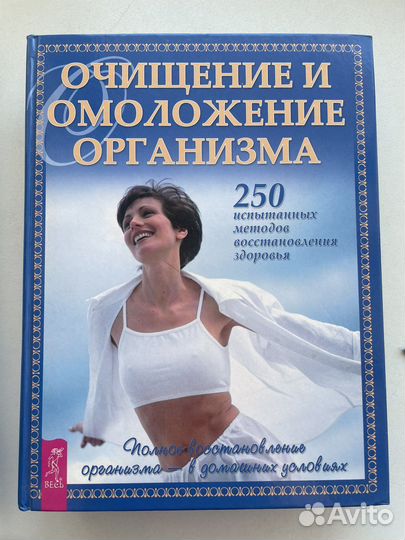 ОЧИЩЕНИЕ И
ОМОЛОЖЕНИЕ
ОРГАНИЗМА
250
испытанных
методов
восстановления
здоровья
Полное восстановление
организма — в домашних условиях
ВЕСЬ
Avito